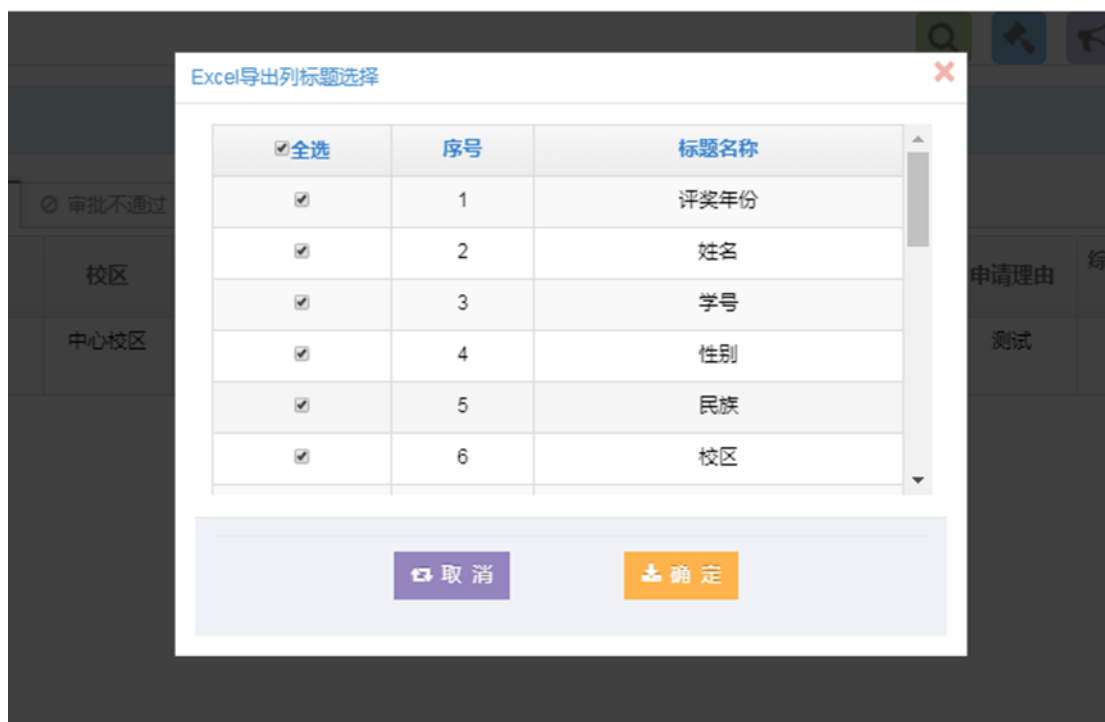 Excel导出列标题选择
全选 序号 标题名称
1 评奖年份
2 姓名
3 学号
4 性别
5 民族
6 校区
取 消 确 定
审批不通过
校区 申请理由 综
中心校区 测试